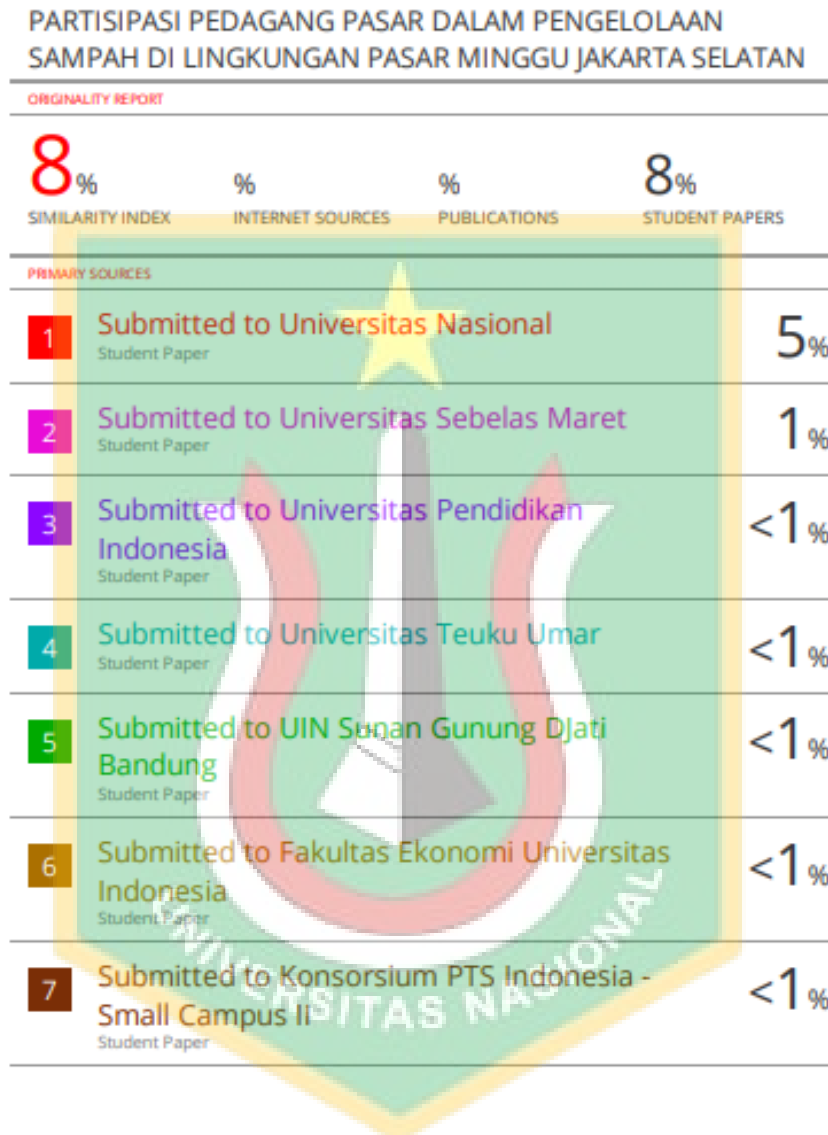 PARTISIPASI PEDAGANG PASAR DALAM PENGELOLAAN
SAMPAH DI LINGKUNGAN PASAR MINGGU JAKARTA SELATAN
ORIGINALITY REPORT
8% % % 8%
SIMILARITY INDEX INTERNET SOURCES PUBLICATIONS STUDENT PAPERS
PRIMARY SOURCES
1 Submitted to Universitas Nasional 5%
Student Paper
2 Submitted to Universitas Sebelas Maret 1%
Student Paper
3 Submitted to Universitas Pendidikan <1%
Indonesia
Student Paper
4 Submitted to Universitas Teuku Umar <1%
Student Paper
5 Submitted to UIN Sunan Gunung DJati <1%
Bandung
Student Paper
6 Submitted to Fakultas Ekonomi Universitas <1%
Indonesia
Student Paper
7 Submitted to Konsorsium PTS Indonesia - <1%
Small Campus Ii
Student Paper
UNIVERSITAS NASIONAL